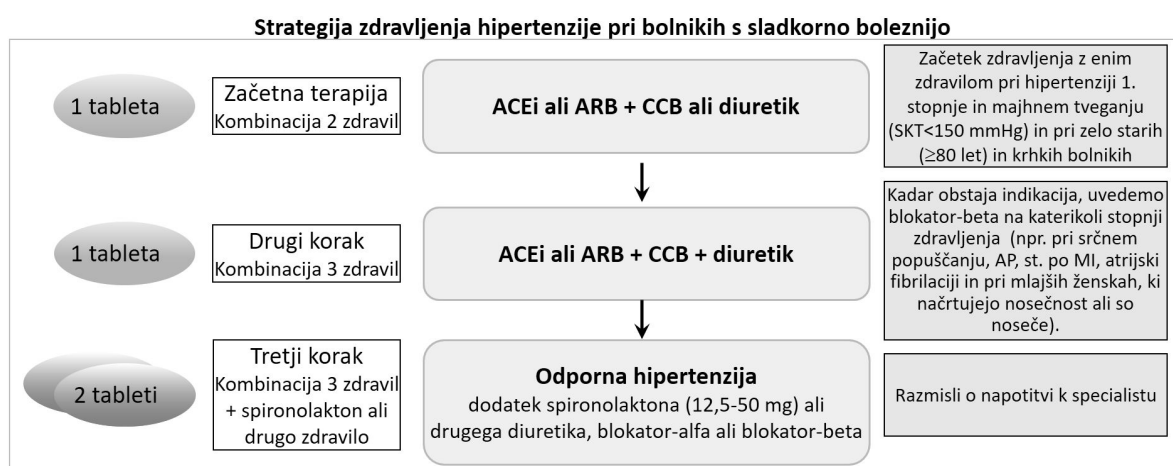 Strategija zdravljenja hipertenzije pri bolnikih s sladkorno boleznijo
1 tableta
Začetna terapija
Kombinacija 2 zdravil
ACEi ali ARB + CCB ali diuretik
Začetek zdravljenja z enim
zdravilom pri hipertenziji 1.
stopnje in majhnem tveganju
(SKT<150 mmHg) in pri zelo starih
(≥80 let) in krhkih bolnikih
1 tableta
Drugi korak
Kombinacija 3 zdravil
ACEi ali ARB + CCB + diuretik
Kadar obstaja indikacija, uvedemo
blokator-beta na katerikoli stopnji
zdravljenja (npr. pri srčnem
popuščanju, AP, st. po MI, atrijski
fibrilaciji in pri mlajših ženskah, ki
načrtujejo nosečnost ali so
noseče).
2 tableti
Tretji korak
Kombinacija 3 zdravil
+ spironolakton ali
drugo zdravilo
Odporna hipertenzija
dodatek spironolaktona (12,5-50 mg) ali
drugega diuretika, blokator-alfa ali blokator-beta
Razmisli o napotitvi k specialistu